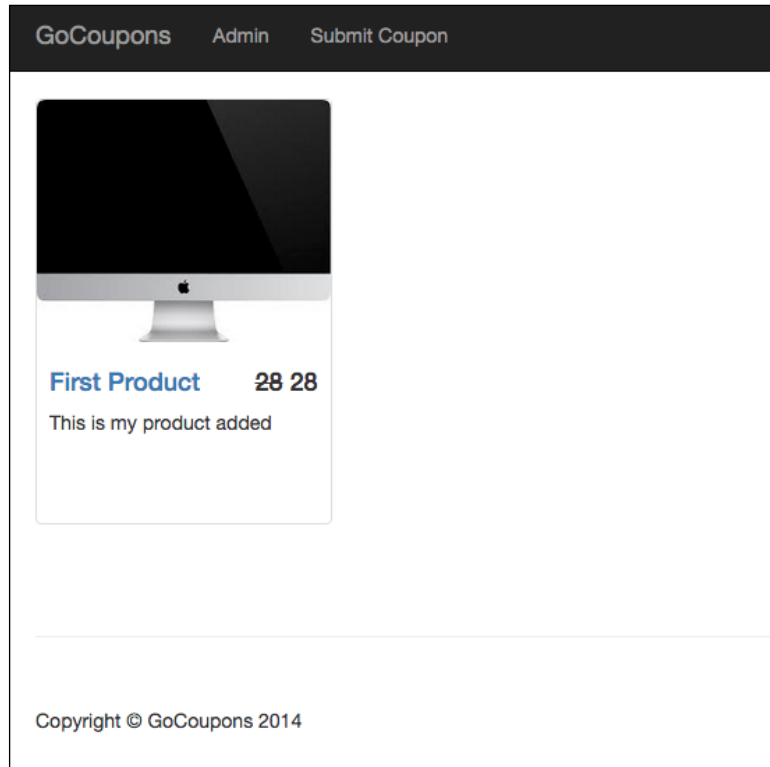 GoCoupons Admin Submit Coupon
First Product 28 28
This is my product added
Copyright © GoCoupons 2014